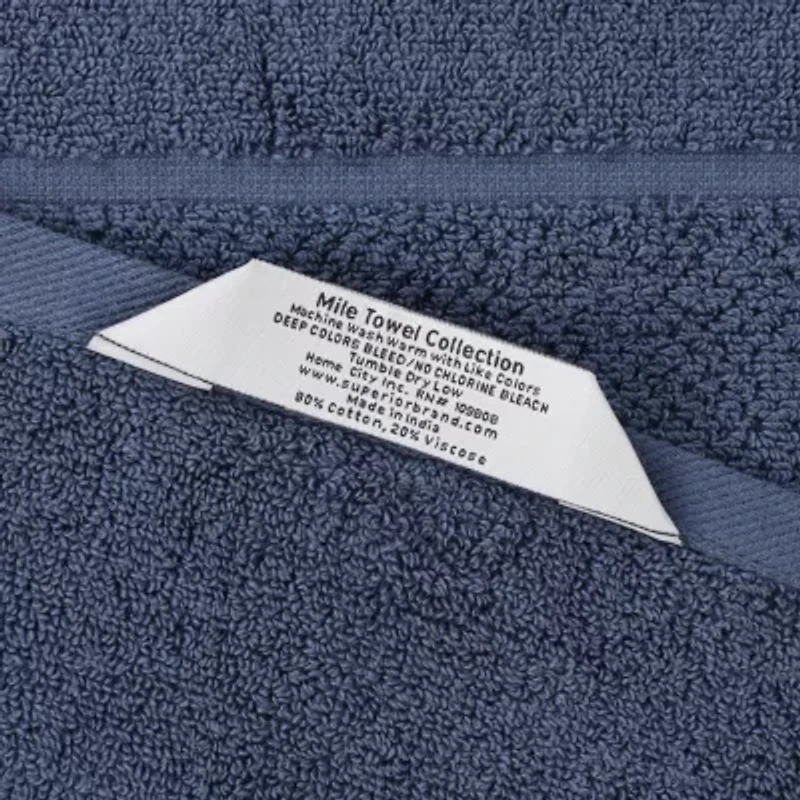 Mile Towel Collection
Machine Wash Warm with Like Colors
DEEP COLORS BLEED/NO CHLORINE BLEACH
Tumble Dry Low
Home City Inc. RN# 109808
www.superiorbrand.com
Made in India
80% Cotton, 20% Viscose